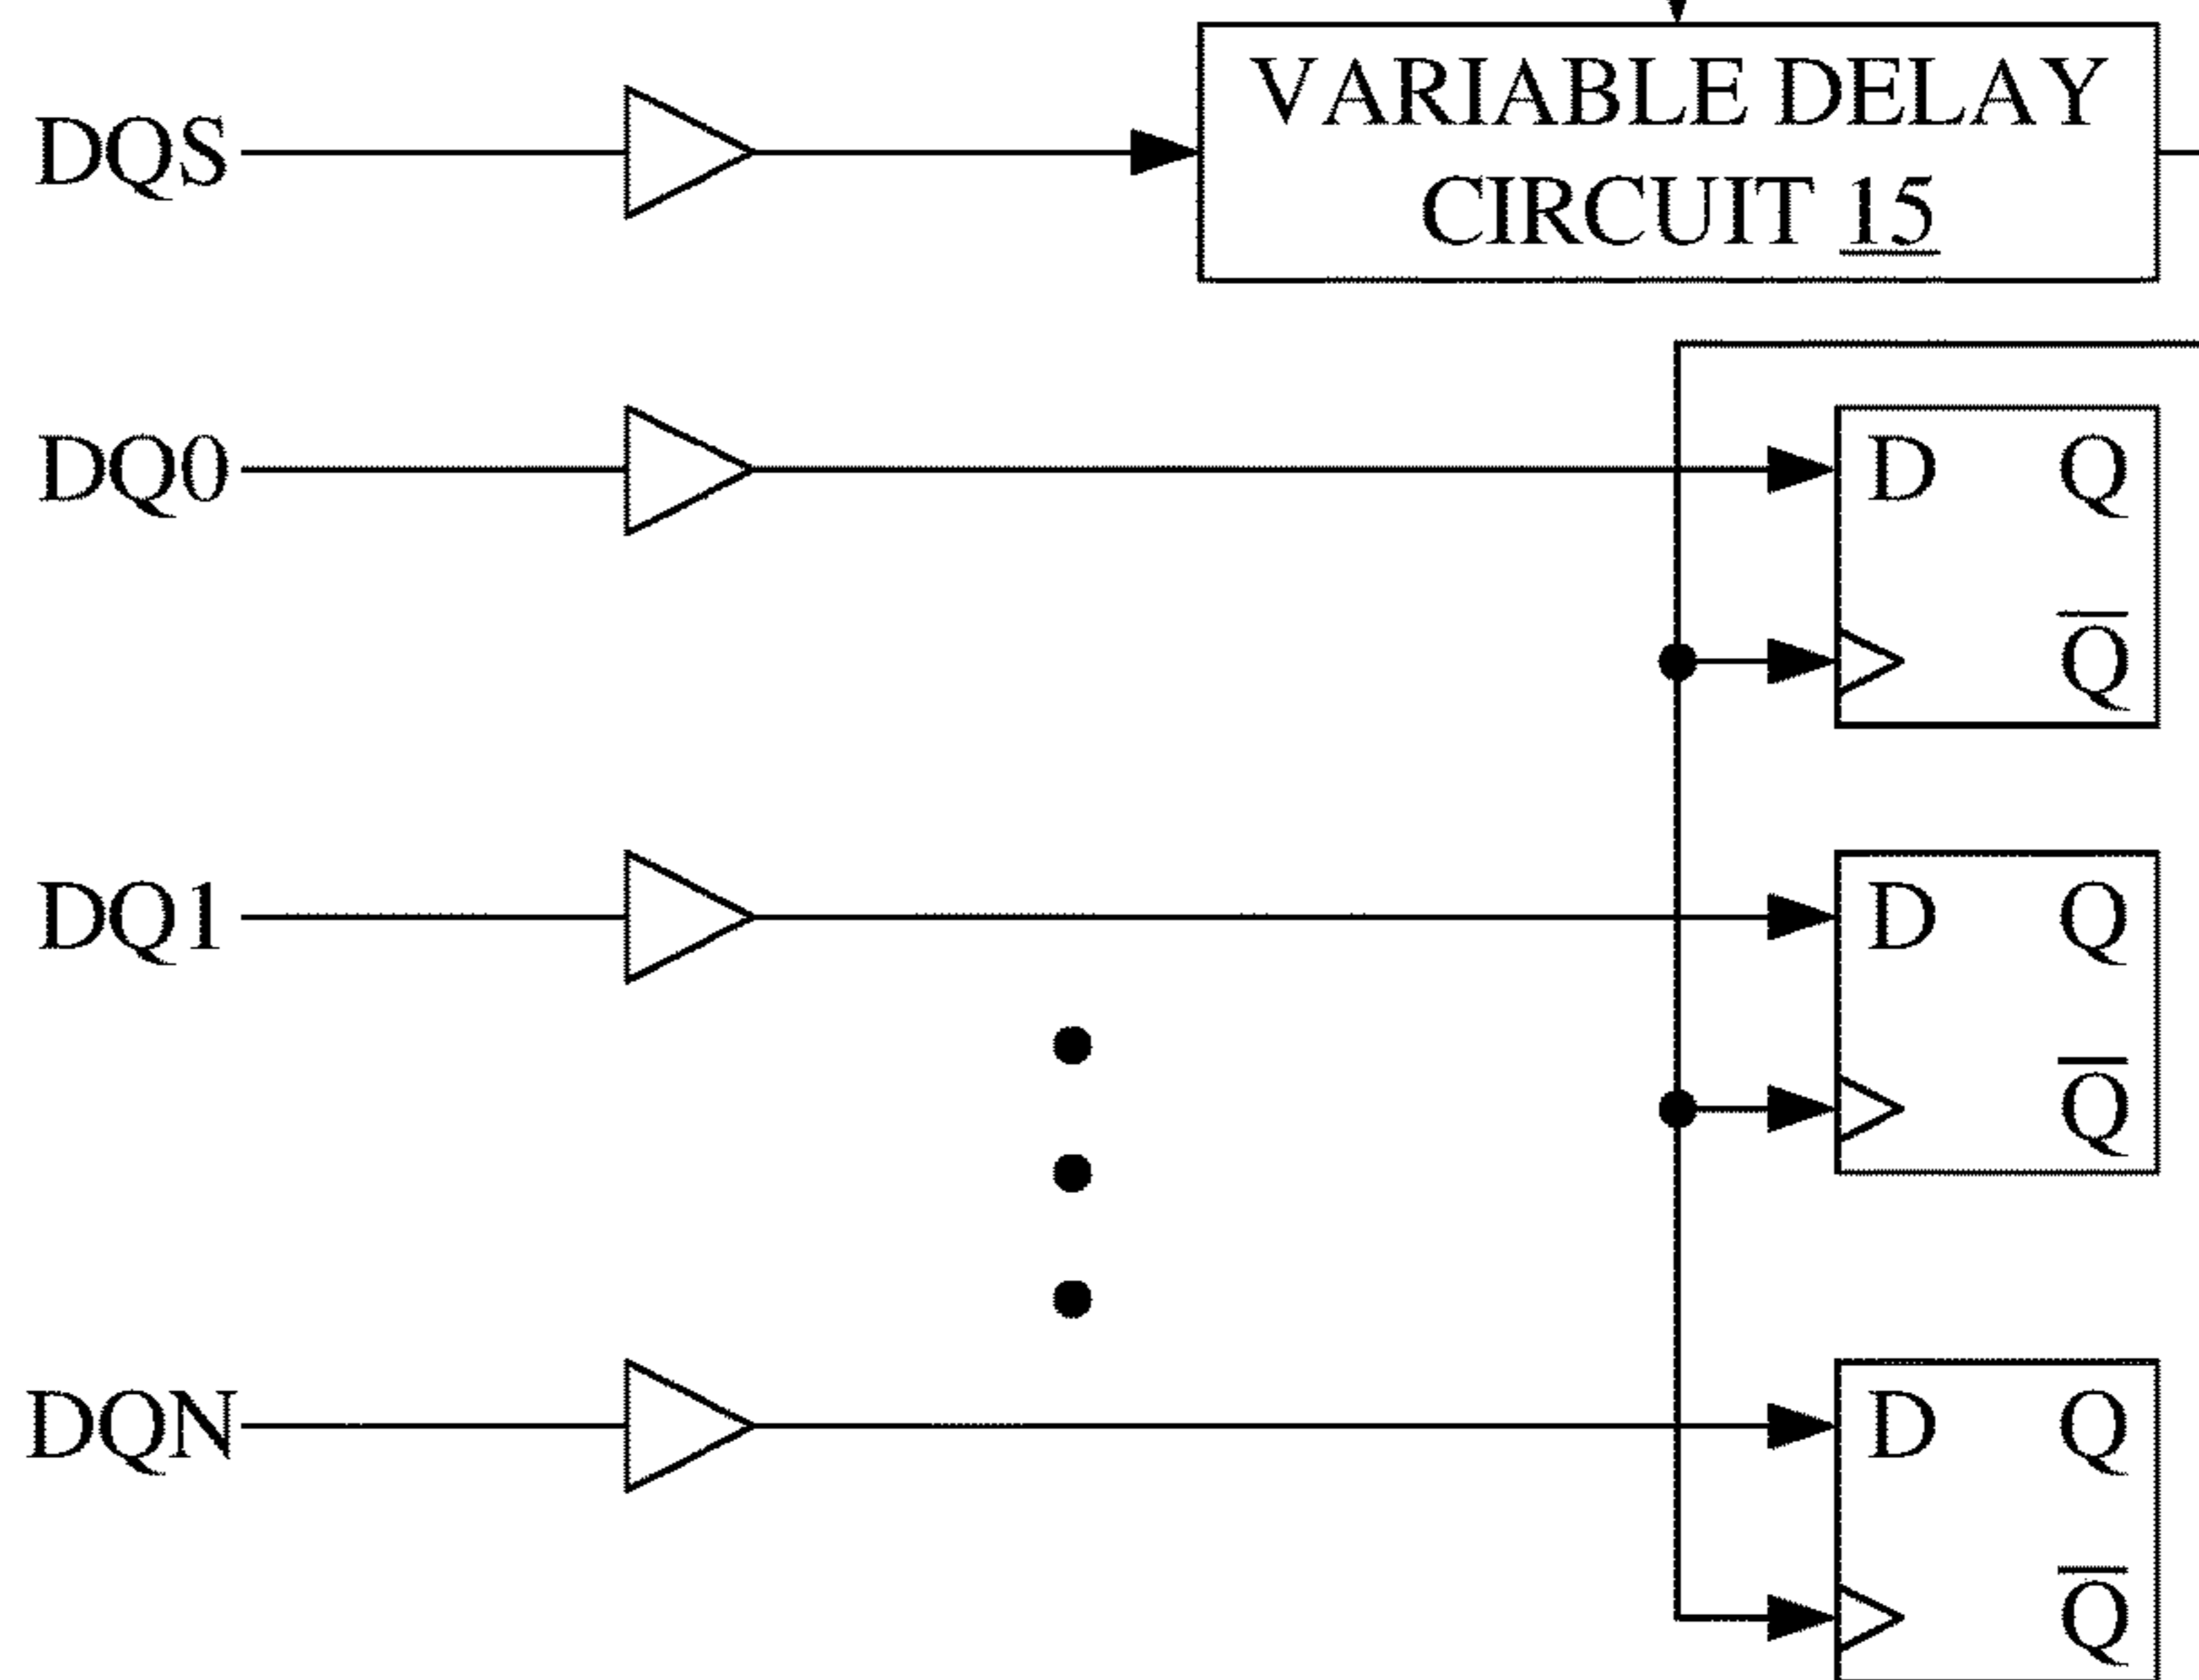 DQS
VARIABLE DELAY
CIRCUIT 15
DQ0
D Q
Q̅
DQ1
D Q
Q̅
DQN
D Q
Q̅